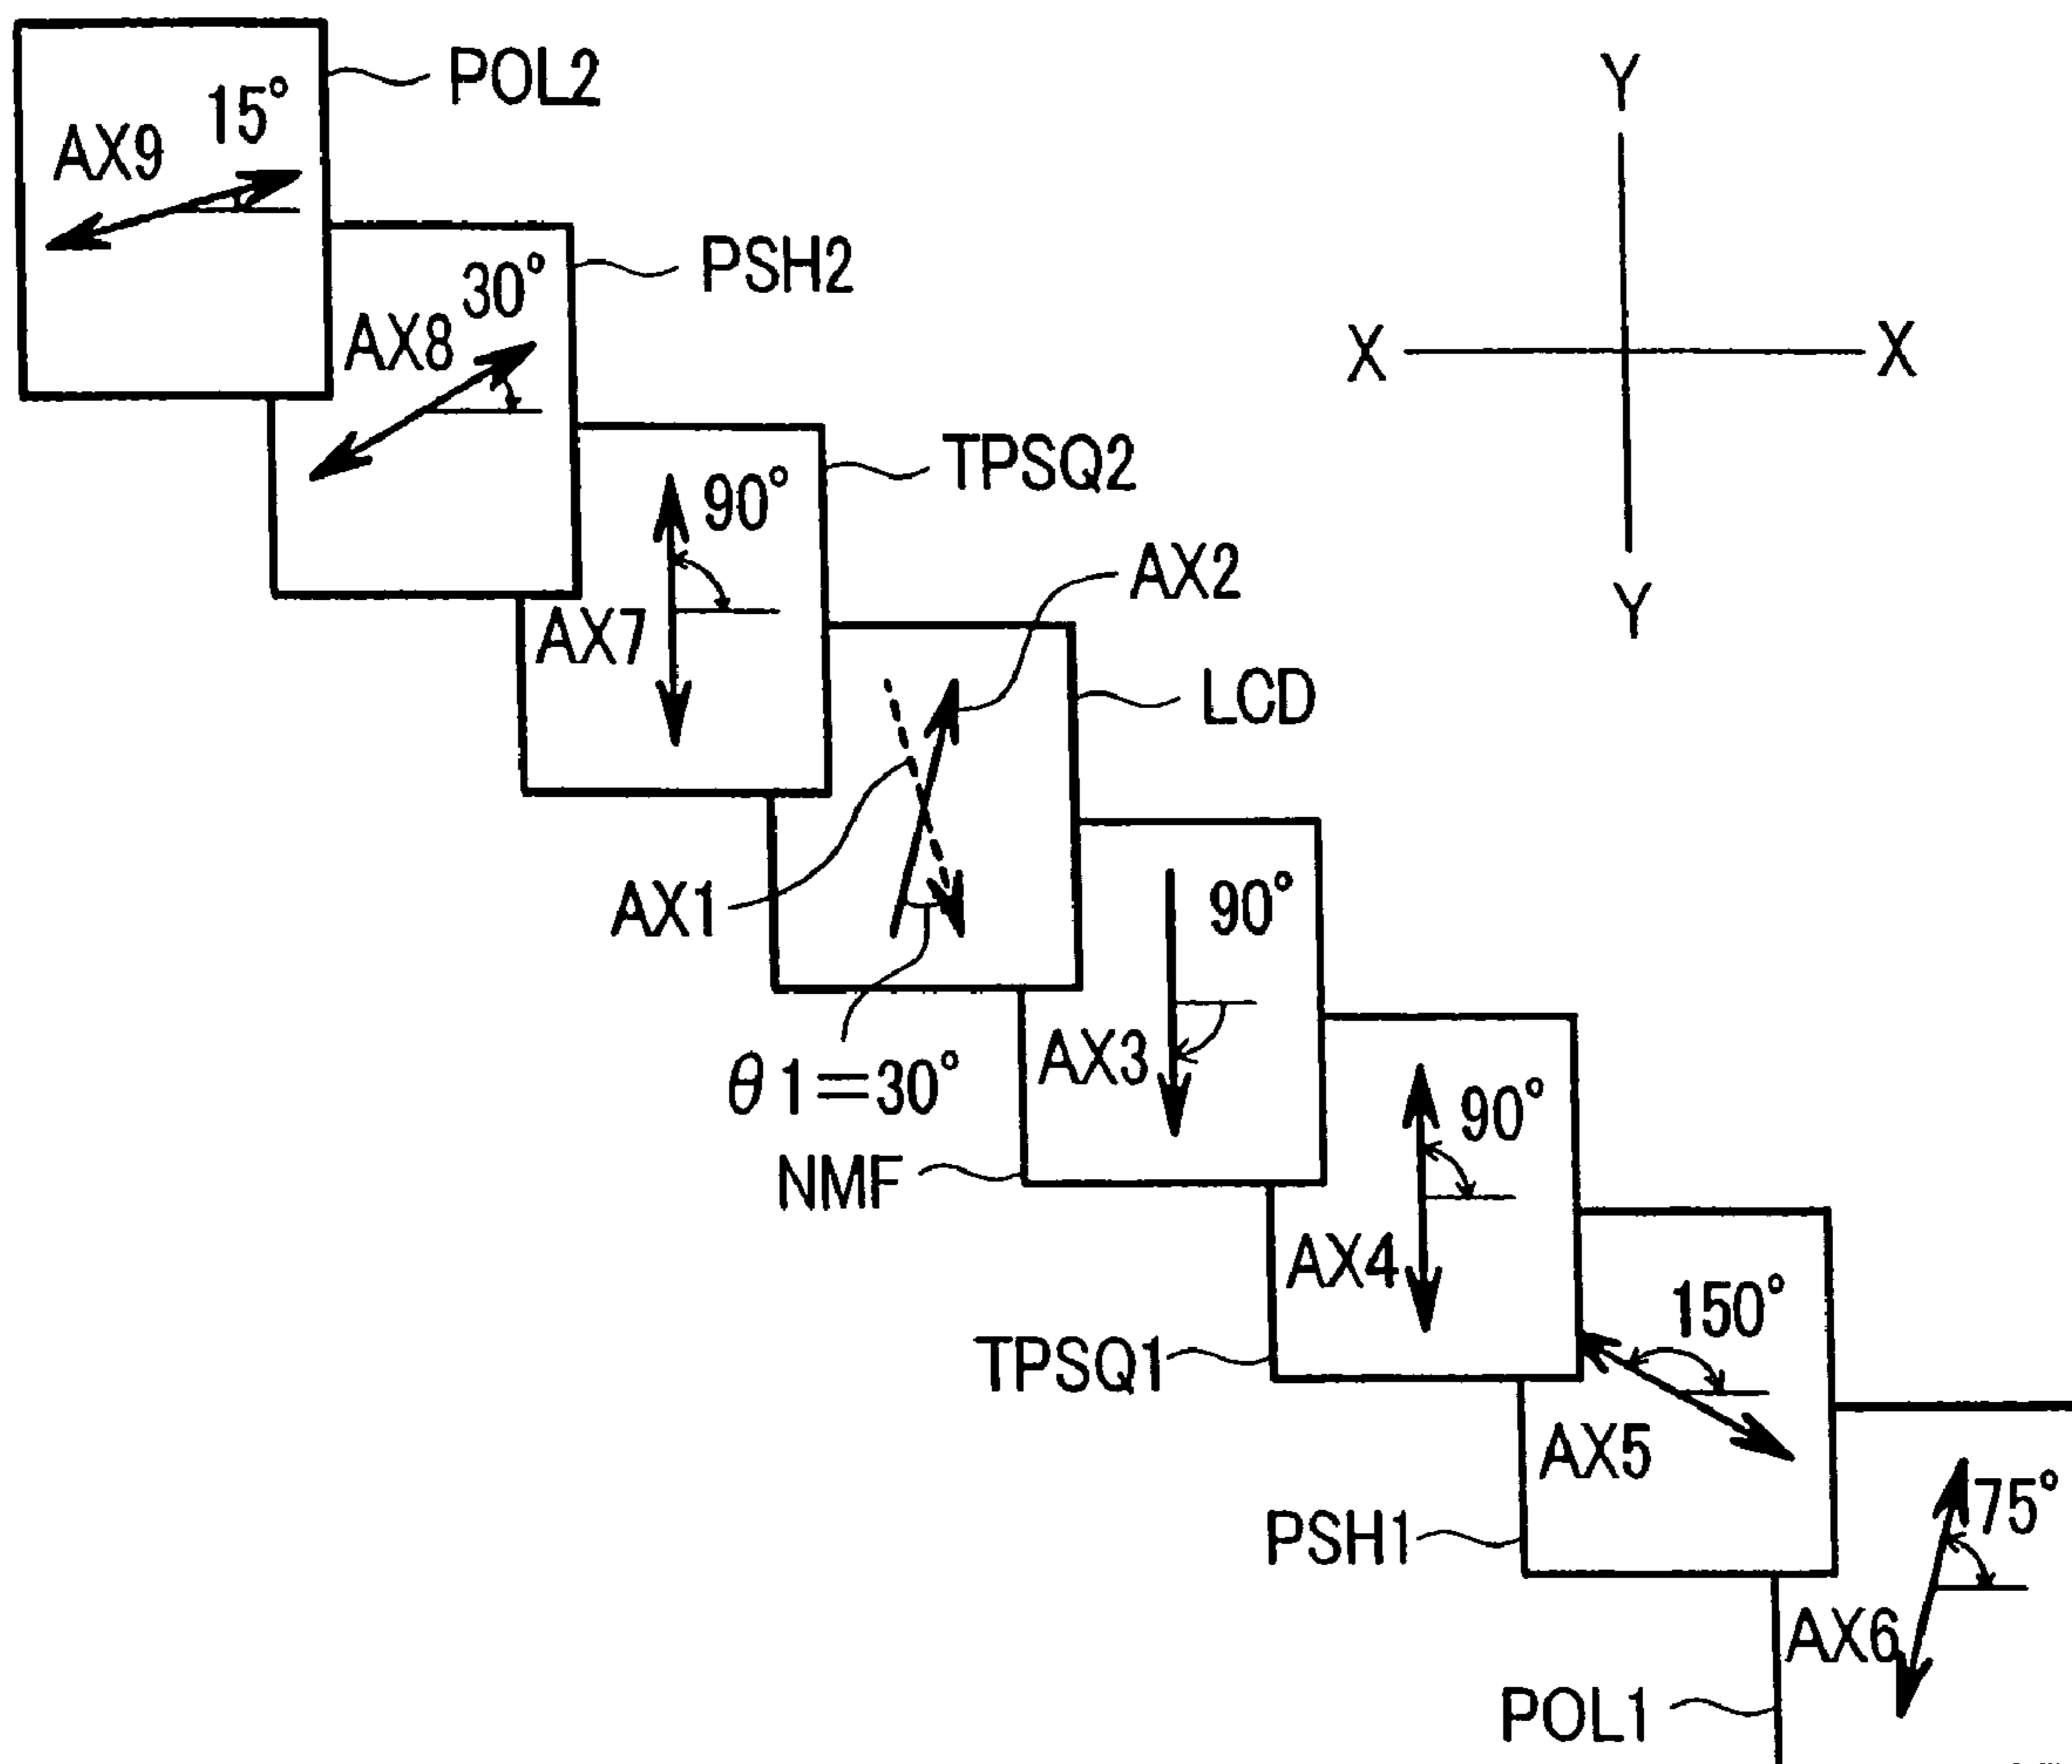 POL2
15°
AX9
Y
PSH2
30°
AX8
X X
TPSQ2
90°
AX2
Y
AX7
LCD
AX1
90°
AX3
θ1=30°
90°
NMF
AX4
150°
TPSQ1
AX5
75°
PSH1
AX6
POL1